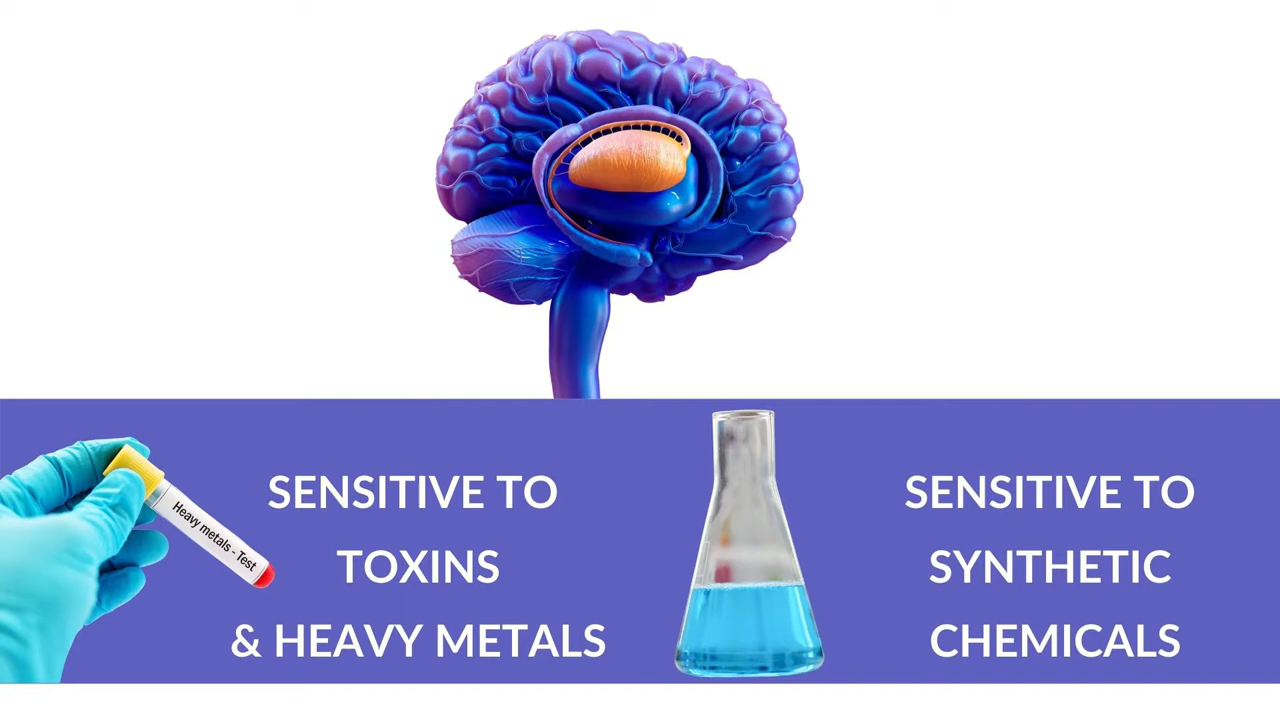 Heavy metals - Test
SENSITIVE TO
TOXINS
& HEAVY METALS
SENSITIVE TO
SYNTHETIC
CHEMICALS